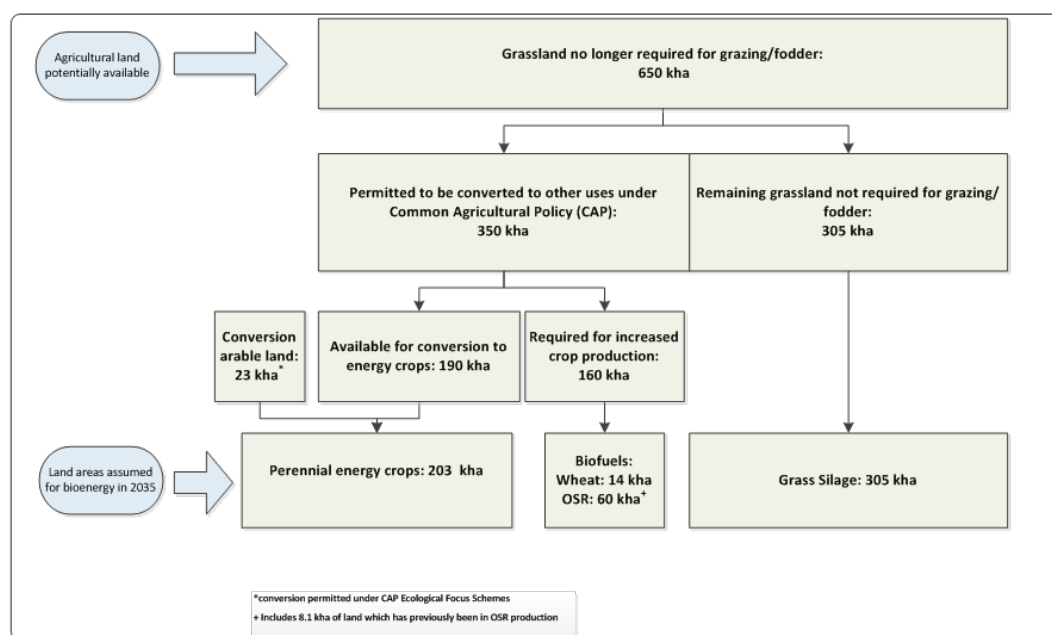 Agricultural land
potentially available
Grassland no longer required for grazing/fodder:
650 kha
Permitted to be converted to other uses under
Common Agricultural Policy (CAP):
350 kha
Remaining grassland not required for grazing/
fodder:
305 kha
Conversion
arable land:
23 kha*
Available for conversion to
energy crops: 190 kha
Required for increased
crop production:
160 kha
Land areas assumed
for bioenergy in 2035
Perennial energy crops: 203 kha
Biofuels:
Wheat: 14 kha
OSR: 60 kha+
Grass Silage: 305 kha
*conversion permitted under CAP Ecological Focus Schemes
+ Includes 8.1 kha of land which has previously been in OSR production